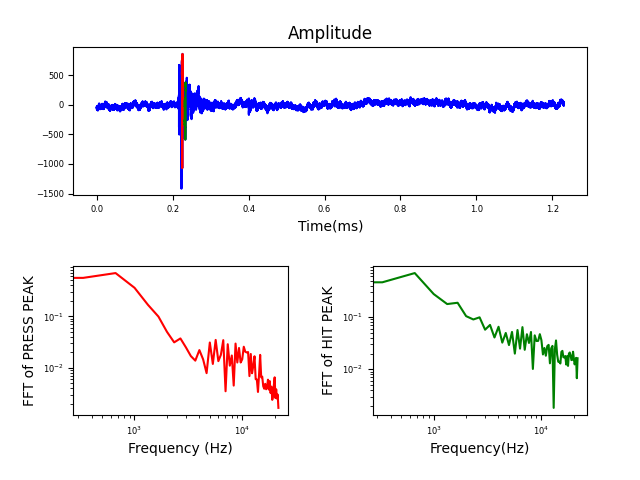 Amplitude
500
0
−500
−1000
−1500
0.0 0.2 0.4 0.6 0.8 1.0 1.2
Time(ms)
FFT of PRESS PEAK
10⁻¹
10⁻²
10³ 10⁴
Frequency (Hz)
FFT of HIT PEAK
10⁻¹
10⁻²
10³ 10⁴
Frequency(Hz)